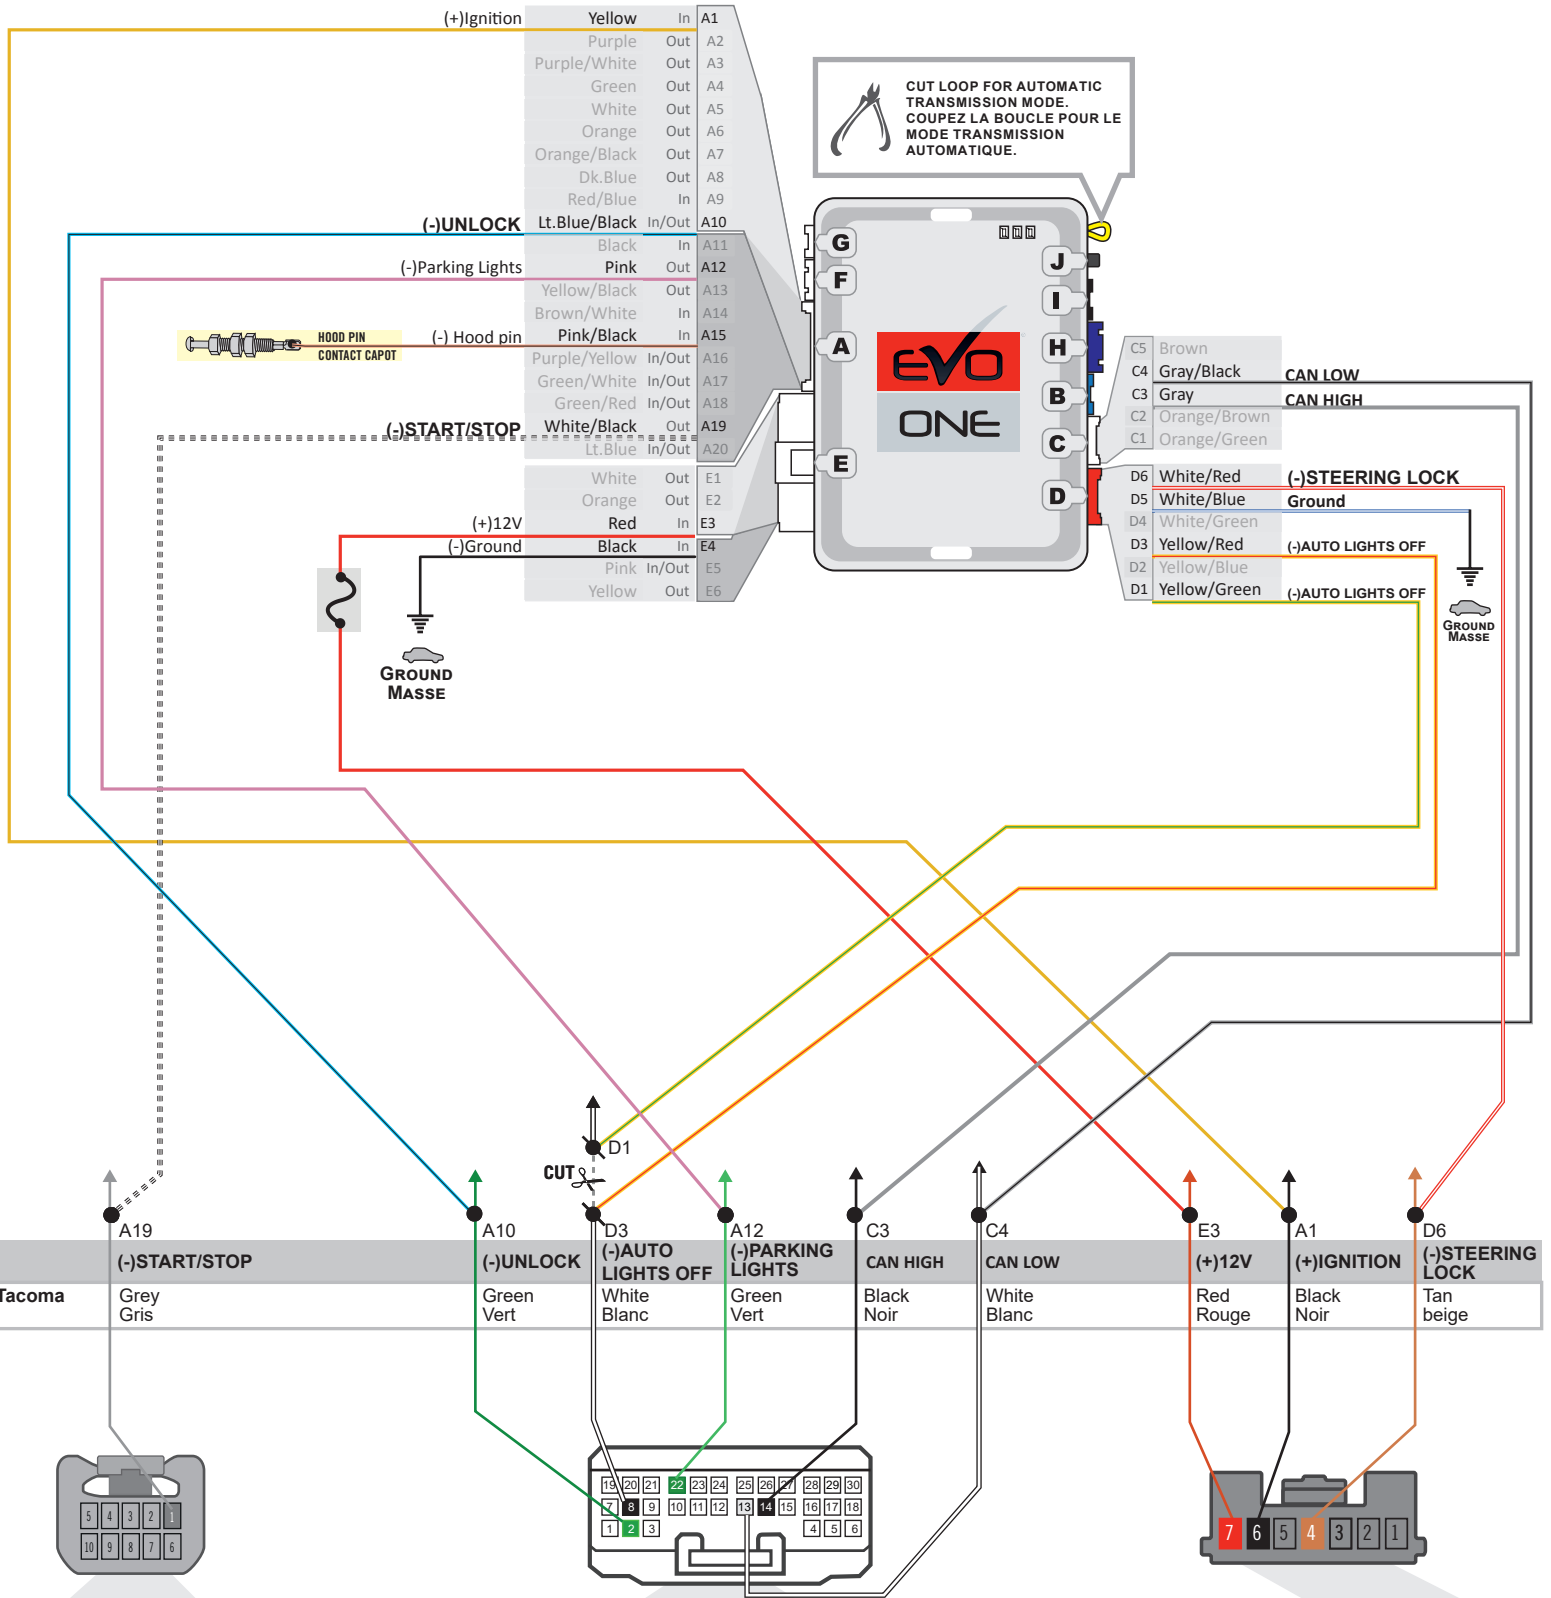 (+)Ignition Yellow In A1
Purple Out A2
Purple/White Out A3
Green Out A4
White Out A5
Orange Out A6
Orange/Black Out A7
Dk.Blue Out A8
Red/Blue In A9
(-)UNLOCK Lt.Blue/Black In/Out A10
Black In A11
(-)Parking Lights Pink Out A12
Yellow/Black Out A13
Brown/White In A14
(-) Hood pin Pink/Black In A15
Purple/Yellow In/Out A16
Green/White In/Out A17
Green/Red In/Out A18
(-)START/STOP White/Black Out A19
Lt.Blue In/Out A20
HOOD PIN
CONTACT CAPOT
White Out E1
Orange Out E2
(+)12V Red In E3
(-)Ground Black In E4
Pink In/Out E5
Yellow Out E6
GROUND
MASSE
CUT LOOP FOR AUTOMATIC
TRANSMISSION MODE.
COUPEZ LA BOUCLE POUR LE
MODE TRANSMISSION
AUTOMATIQUE.
G
F
A
E
J
I
H
B
C
D
EVO
ONE
C5 Brown
C4 Gray/Black CAN LOW
C3 Gray CAN HIGH
C2 Orange/Brown
C1 Orange/Green
D6 White/Red (-)STEERING LOCK
D5 White/Blue Ground
D4 White/Green
D3 Yellow/Red (-)AUTO LIGHTS OFF
D2 Yellow/Blue
D1 Yellow/Green (-)AUTO LIGHTS OFF
GROUND
MASSE
D1
CUT
A19 A10 D3 A12 C3 C4 E3 A1 D6
(-)START/STOP (-)UNLOCK (-)AUTO LIGHTS OFF (-)PARKING LIGHTS CAN HIGH CAN LOW (+)12V (+)IGNITION (-)STEERING LOCK
Tacoma Grey Green White Green Black White Red Black Tan
Gris Vert Blanc Vert Noir Blanc Rouge Noir beige
5 4 3 2 1
10 9 8 7 6
19 20 21 22 23 24 25 26 27 28 29 30
7 8 9 10 11 12 13 14 15 16 17 18
1 2 3 4 5 6
7 6 5 4 3 2 1